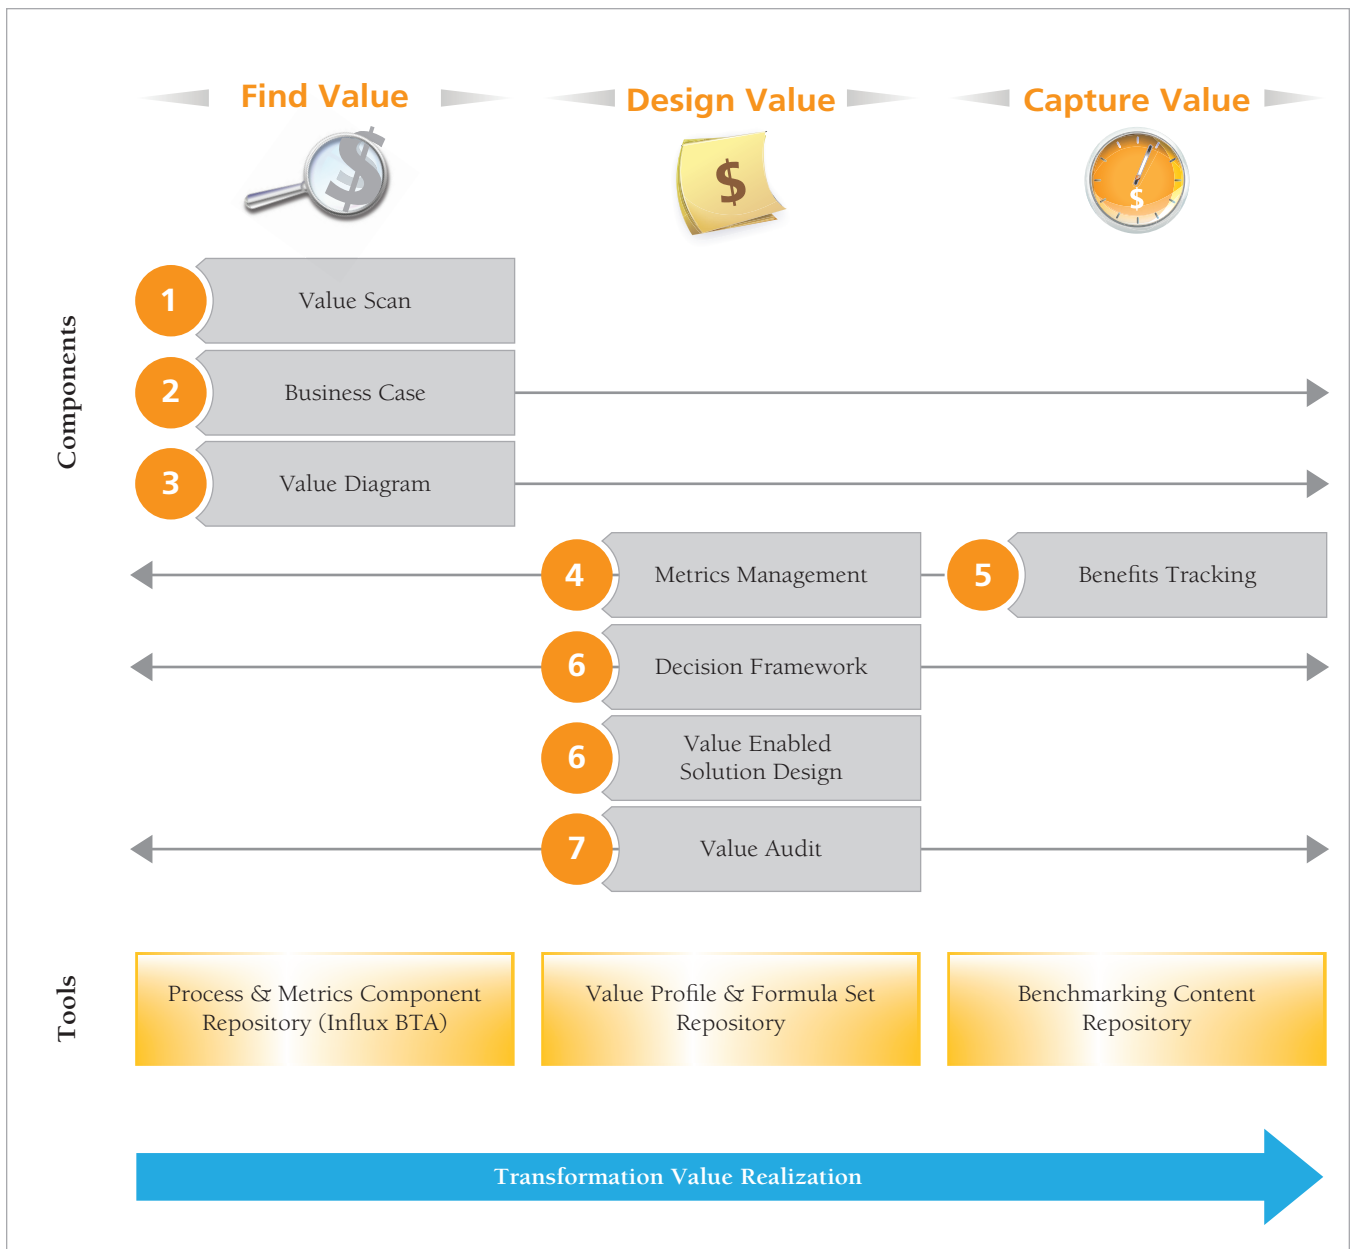 Find Value
Design Value
Capture Value
$
$
$
Components
1
Value Scan
2
Business Case
3
Value Diagram
4
Metrics Management
5
Benefits Tracking
6
Decision Framework
6
Value Enabled
Solution Design
7
Value Audit
Tools
Process & Metrics Component
Repository (Influx BTA)
Value Profile & Formula Set
Repository
Benchmarking Content
Repository
Transformation Value Realization